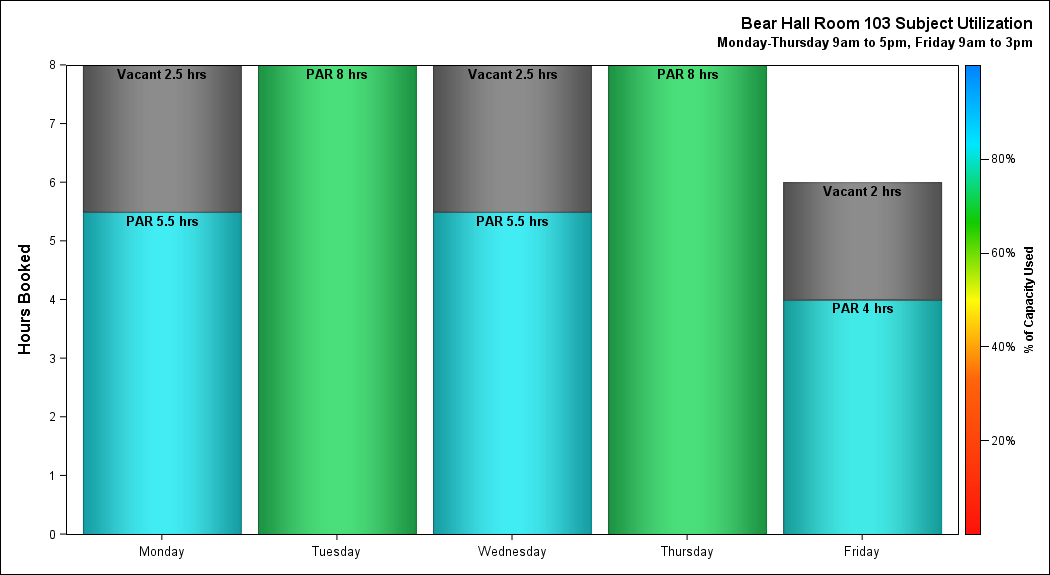 Bear Hall Room 103 Subject Utilization
Monday-Thursday 9am to 5pm, Friday 9am to 3pm
Hours Booked
8
7
6
5
4
3
2
1
0
Vacant 2.5 hrs
PAR 5.5 hrs
PAR 8 hrs
Vacant 2.5 hrs
PAR 5.5 hrs
PAR 8 hrs
Vacant 2 hrs
PAR 4 hrs
Monday
Tuesday
Wednesday
Thursday
Friday
80%
60%
40%
20%
% of Capacity Used